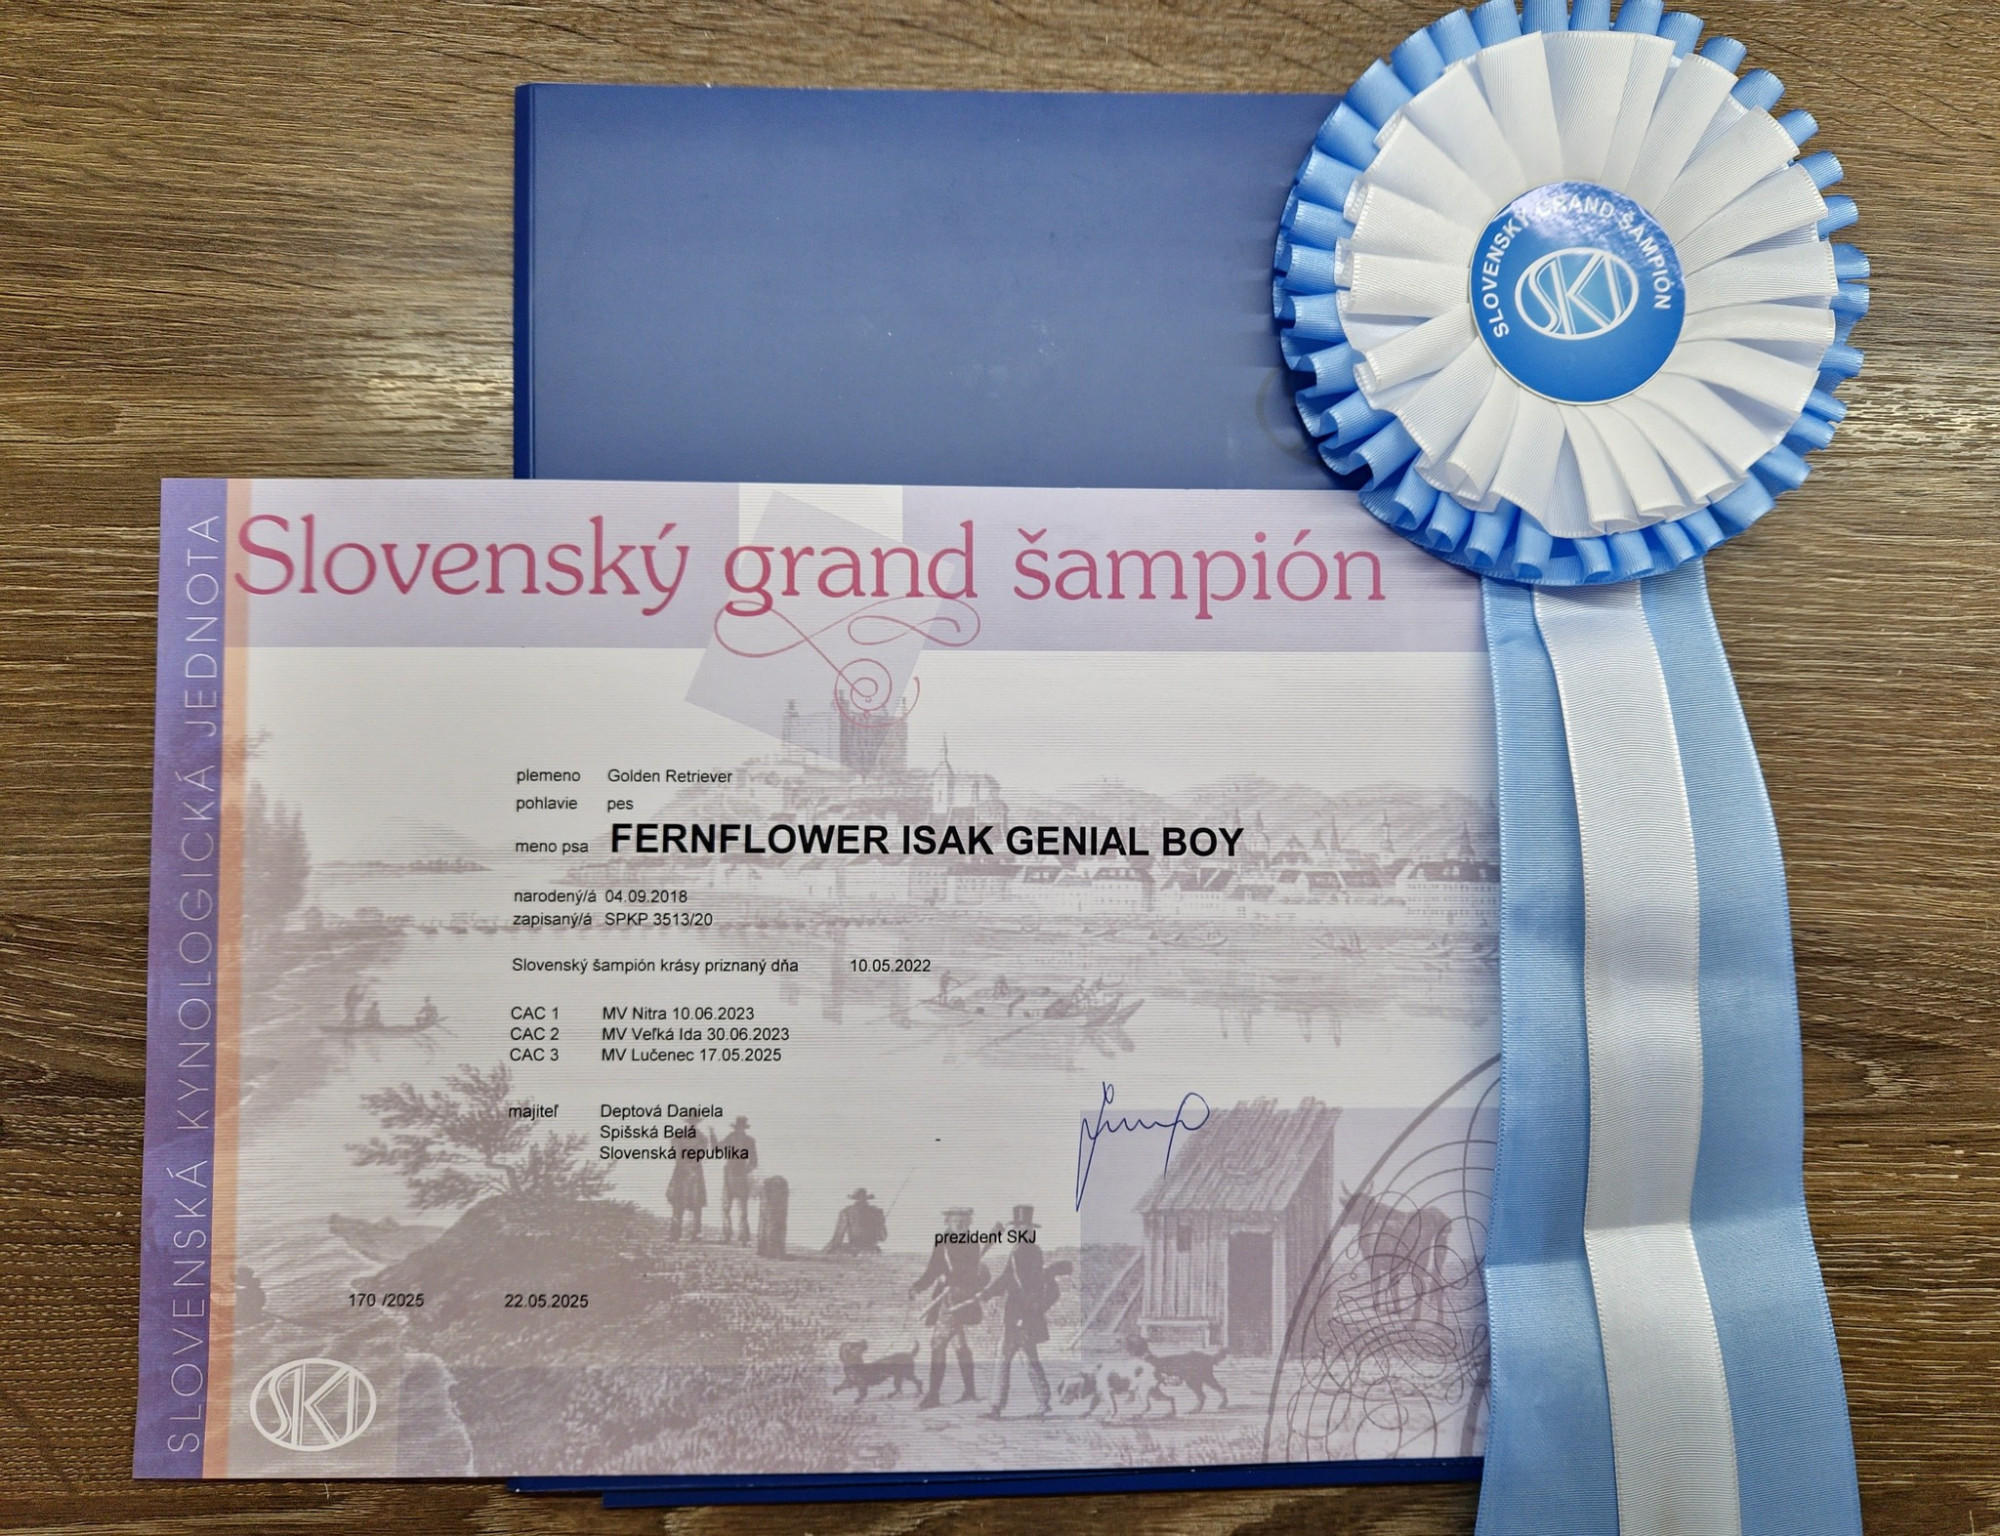 SLOVENSKÝ GRAND ŠAMPIÓN
SKJ
Slovenský grand šampión
SLOVENSKÁ KYNOLOGICKÁ JEDNOTA
plemeno Golden Retriever
pohlavie pes
meno psa FERNFLOWER ISAK GENIAL BOY
narodený/á 04.09.2018
zapisaný/á SPKP 3513/20
Slovenský šampión krásy priznaný dňa 10.05.2022
CAC 1 MV Nitra 10.06.2023
CAC 2 MV Veľká Ida 30.06.2023
CAC 3 MV Lučenec 17.05.2025
majiteľ Deptová Daniela
Spišská Belá
Slovenská republika
-
prezident SKJ
170 /2025 22.05.2025
SKJ